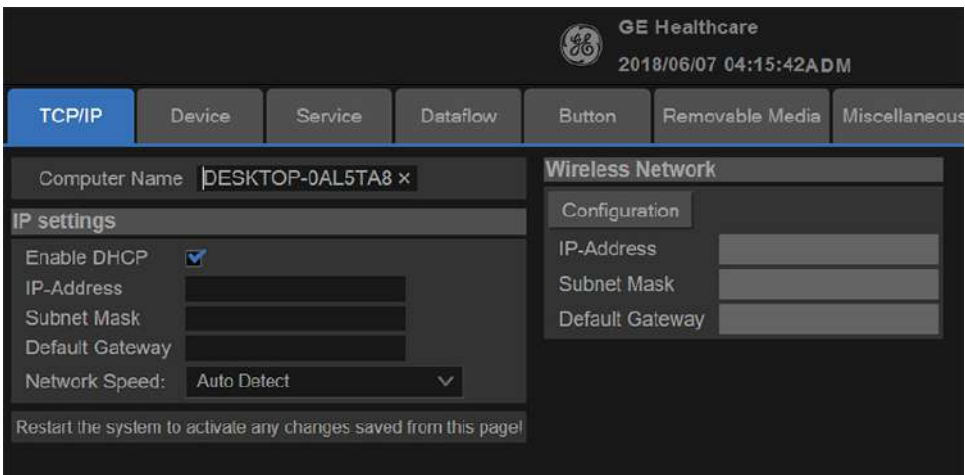 GE Healthcare
2018/06/07 04:15:42ADM
TCP/IP Device Service Dataflow Button Removable Media Miscellaneous
Computer Name DESKTOP-0AL5TA8 ×
IP settings
Enable DHCP
IP-Address
Subnet Mask
Default Gateway
Network Speed: Auto Detect
Restart the system to activate any changes saved from this page!
Wireless Network
Configuration
IP-Address
Subnet Mask
Default Gateway